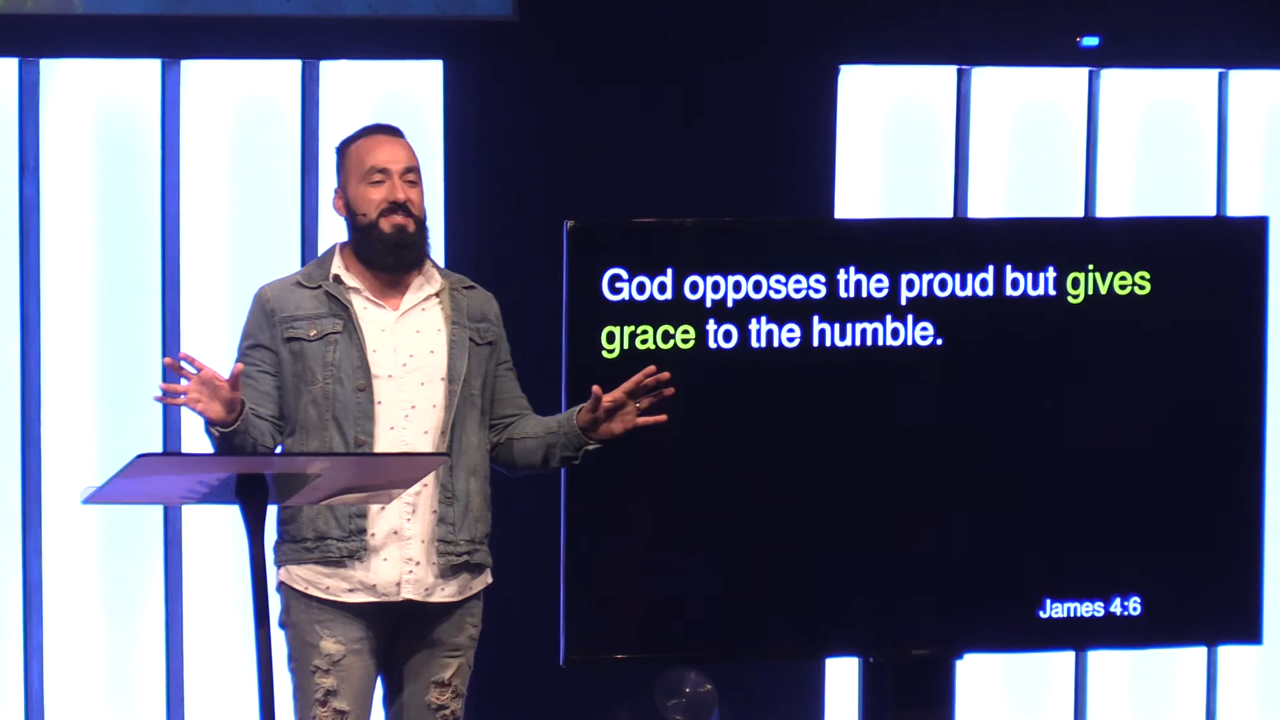 God opposes the proud but gives
grace to the humble.
James 4:6